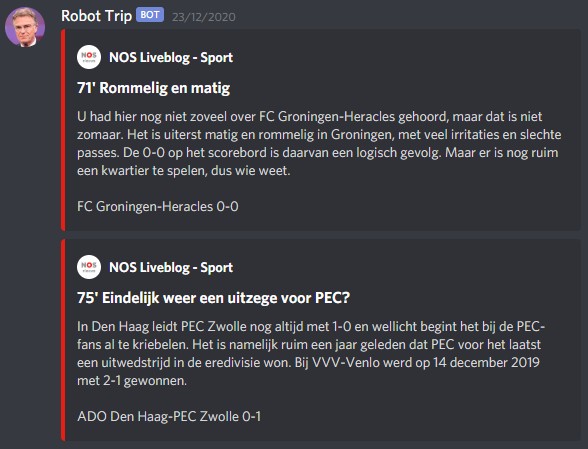 Robot Trip BOT 23/12/2020
NOS NOS Liveblog - Sport
71' Rommelig en matig
U had hier nog niet zoveel over FC Groningen-Heracles gehoord, maar dat is niet
zomaar. Het is uiterst matig en rommelig in Groningen, met veel irritaties en slechte
passes. De 0-0 op het scorebord is daarvan een logisch gevolg. Maar er is nog ruim
een kwartier te spelen, dus wie weet.
FC Groningen-Heracles 0-0
NOS NOS Liveblog - Sport
75' Eindelijk weer een uitzege voor PEC?
In Den Haag leidt PEC Zwolle nog altijd met 1-0 en wellicht begint het bij de PEC-
fans al te kriebelen. Het is namelijk ruim een jaar geleden dat PEC voor het laatst
een uitwedstrijd in de eredivisie won. Bij VVV-Venlo werd op 14 december 2019
met 2-1 gewonnen.
ADO Den Haag-PEC Zwolle 0-1